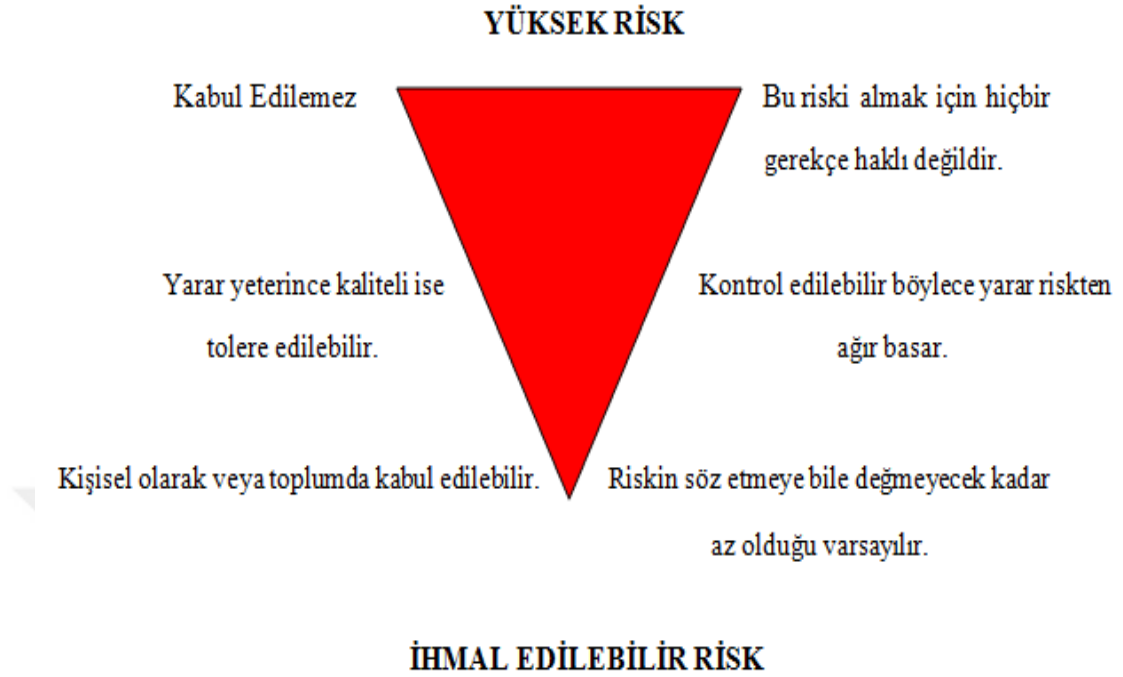 YÜKSEK RİSK
Kabul Edilemez
Bu riski almak için hiçbir
gerekçe haklı değildir.
Yarar yeterince kaliteli ise
tolere edilebilir.
Kontrol edilebilir böylece yarar riskten
ağır basar.
Kişisel olarak veya toplumda kabul edilebilir.
Riskin söz etmeye bile değmeyecek kadar
az olduğu varsayılır.
İHMAL EDİLEBİLİR RİSK